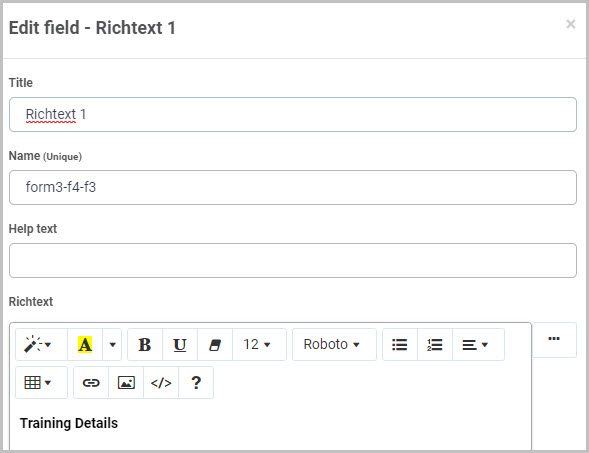 Edit field - Richtext 1
×
Title
Richtext 1
Name (Unique)
form3-f4-f3
Help text
Richtext
A B U 12 Roboto ...
</> ?
Training Details